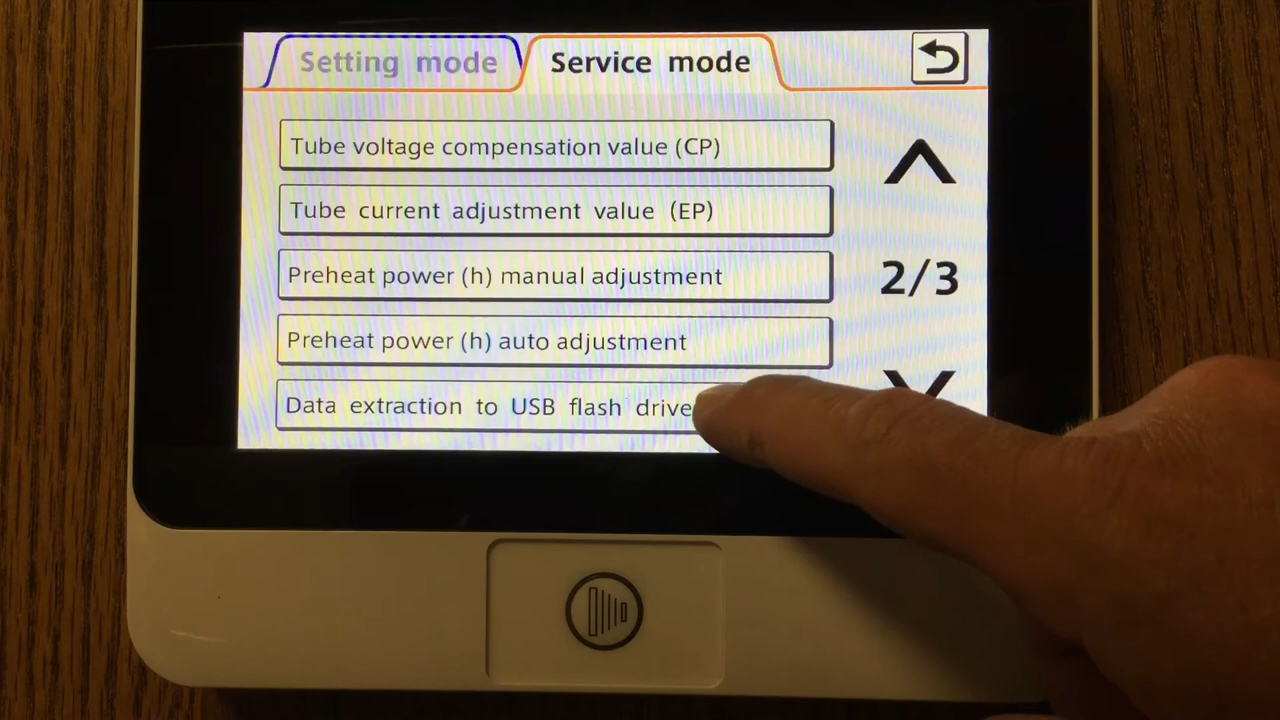 Setting mode
Service mode
Tube voltage compensation value (CP)
Tube current adjustment value (EP)
2/3
Preheat power (h) manual adjustment
Preheat power (h) auto adjustment
Data extraction to USB flash drive